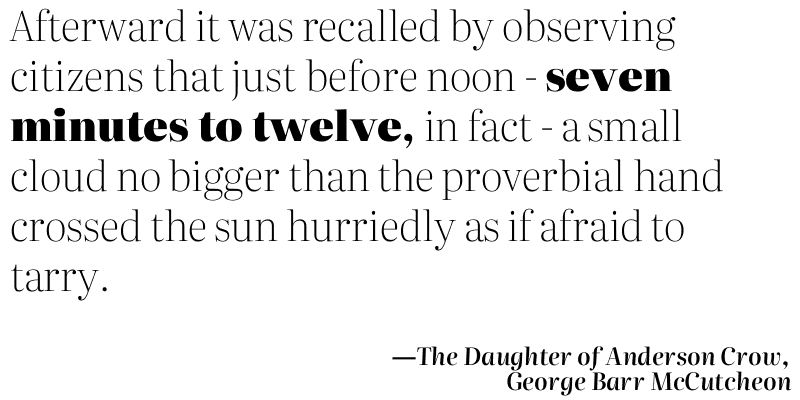 Afterward it was recalled by observing
citizens that just before noon - seven
minutes to twelve, in fact - a small
cloud no bigger than the proverbial hand
crossed the sun hurriedly as if afraid to
tarry.
—The Daughter of Anderson Crow,
George Barr McCutcheon